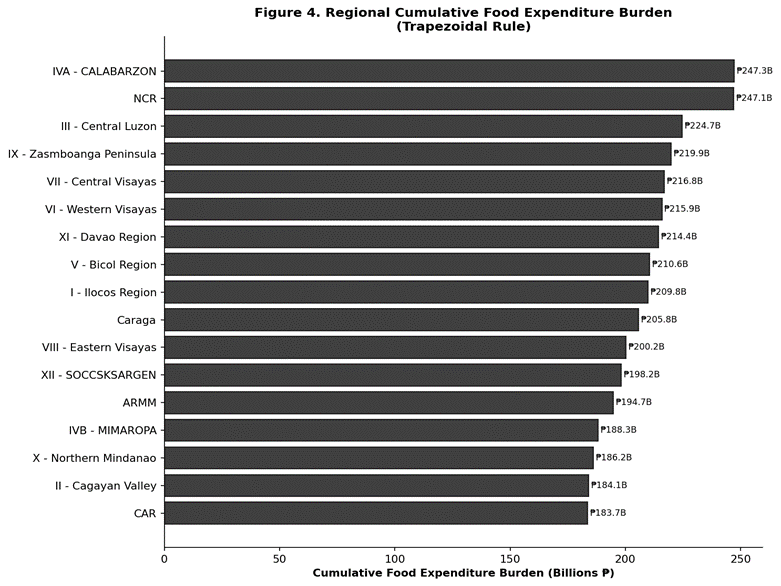 Figure 4. Regional Cumulative Food Expenditure Burden
(Trapezoidal Rule)
IVA - CALABARZON ₱247.3B
NCR ₱247.1B
III - Central Luzon ₱224.7B
IX - Zasmboanga Peninsula ₱219.9B
VII - Central Visayas ₱216.8B
VI - Western Visayas ₱215.9B
XI - Davao Region ₱214.4B
V - Bicol Region ₱210.6B
I - Ilocos Region ₱209.8B
Caraga ₱205.8B
VIII - Eastern Visayas ₱200.2B
XII - SOCCSKSARGEN ₱198.2B
ARMM ₱194.7B
IVB - MIMAROPA ₱188.3B
X - Northern Mindanao ₱186.2B
II - Cagayan Valley ₱184.1B
CAR ₱183.7B
0 50 100 150 200 250
Cumulative Food Expenditure Burden (Billions ₱)